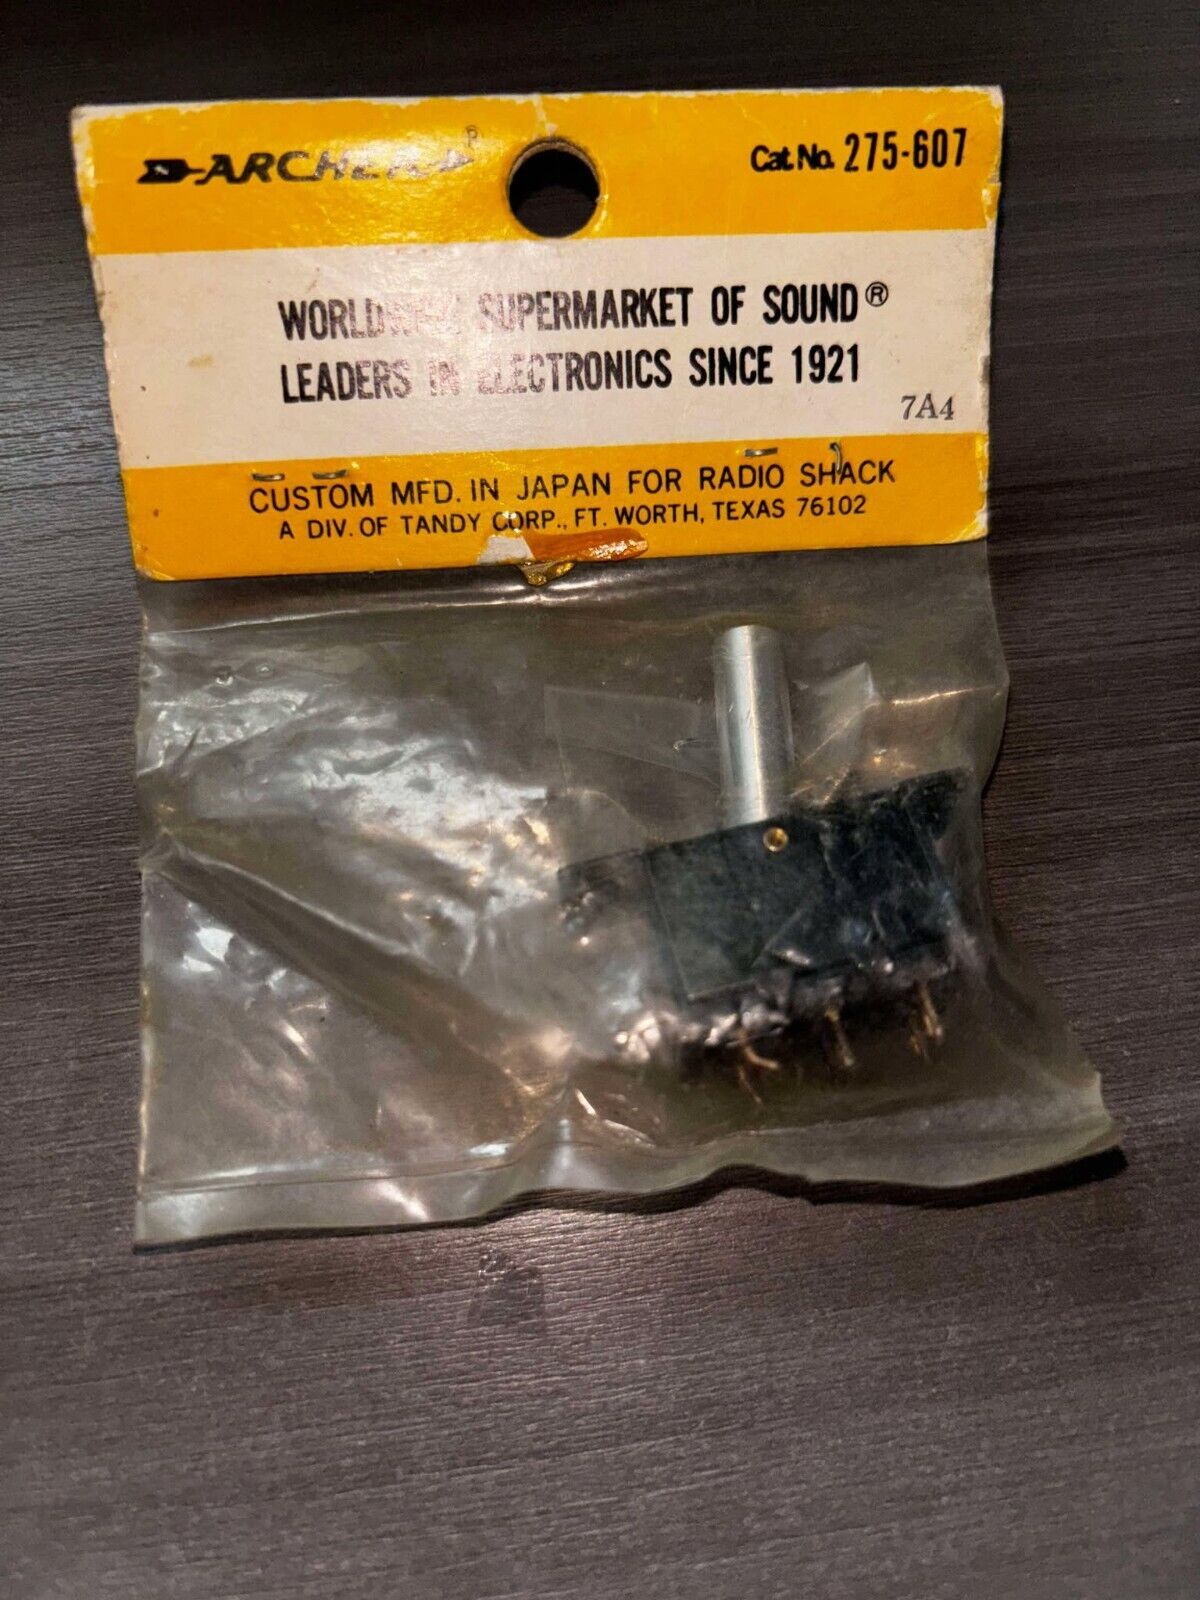 ARCHER ®
Cat. No. 275-607
WORLDWIDE SUPERMARKET OF SOUND®
LEADERS IN ELECTRONICS SINCE 1921
7A4
CUSTOM MFD. IN JAPAN FOR RADIO SHACK
A DIV. OF TANDY CORP., FT. WORTH, TEXAS 76102